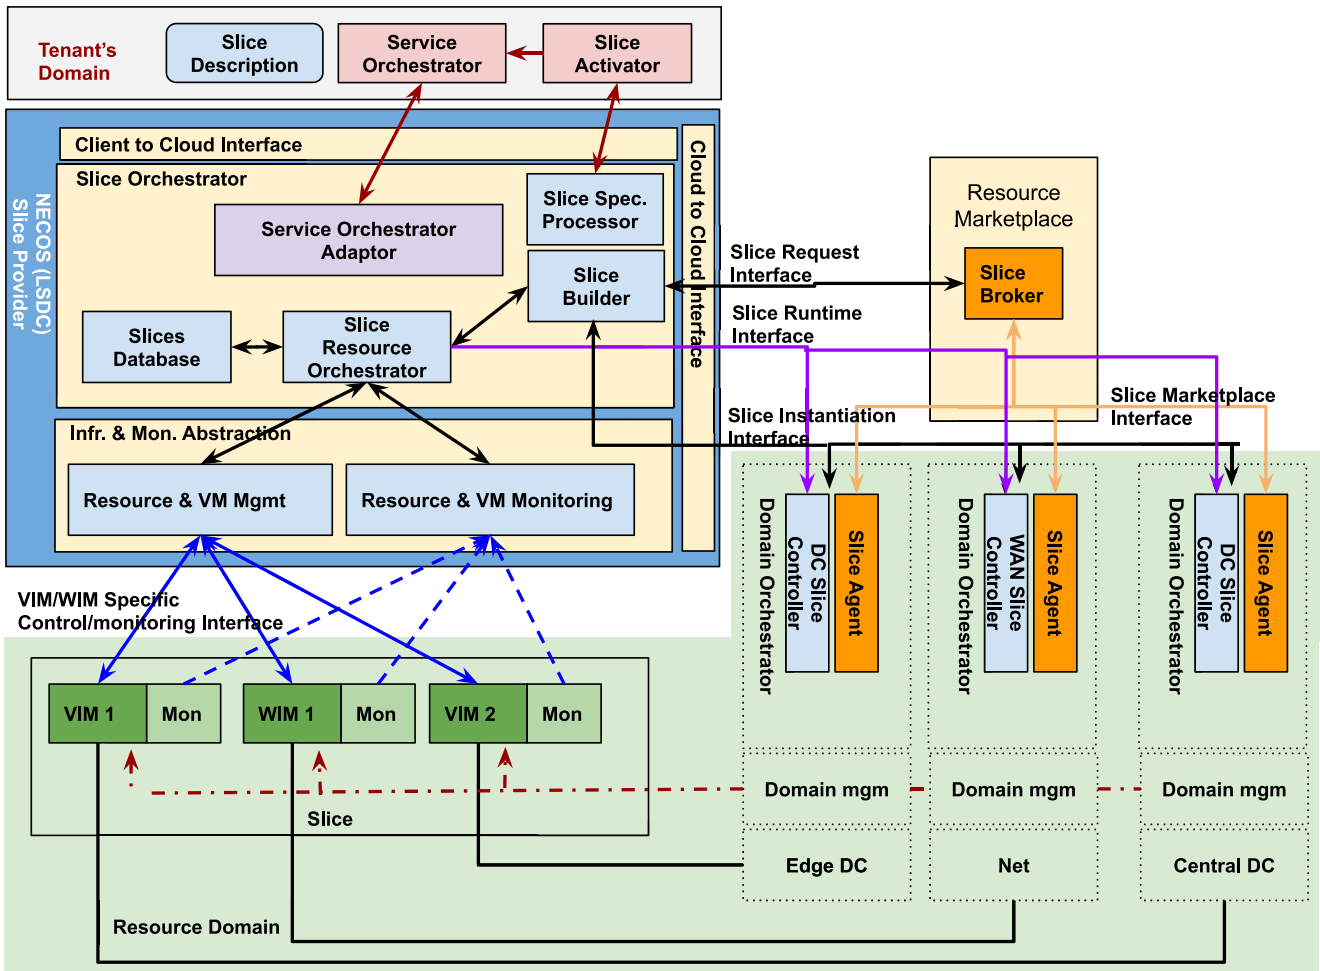 Tenant's
Domain
Slice
Description
Service
Orchestrator
Slice
Activator
NECOS (LSDC)
Slice Provider
Client to Cloud Interface
Cloud to Cloud Interface
Slice Orchestrator
Slice Spec.
Processor
Service Orchestrator
Adaptor
Slice
Builder
Slices
Database
Slice
Resource
Orchestrator
Infr. & Mon. Abstraction
Resource & VM Mgmt
Resource & VM Monitoring
Resource
Marketplace
Slice
Broker
Slice Request
Interface
Slice Runtime
Interface
Slice Instantiation
Interface
Slice Marketplace
Interface
Domain Orchestrator
DC Slice
Controller
Slice Agent
Domain Orchestrator
WAN Slice
Controller
Slice Agent
Domain Orchestrator
DC Slice
Controller
Slice Agent
VIM/WIM Specific
Control/monitoring Interface
VIM 1
Mon
WIM 1
Mon
VIM 2
Mon
Slice
Domain mgm
Domain mgm
Domain mgm
Edge DC
Net
Central DC
Resource Domain